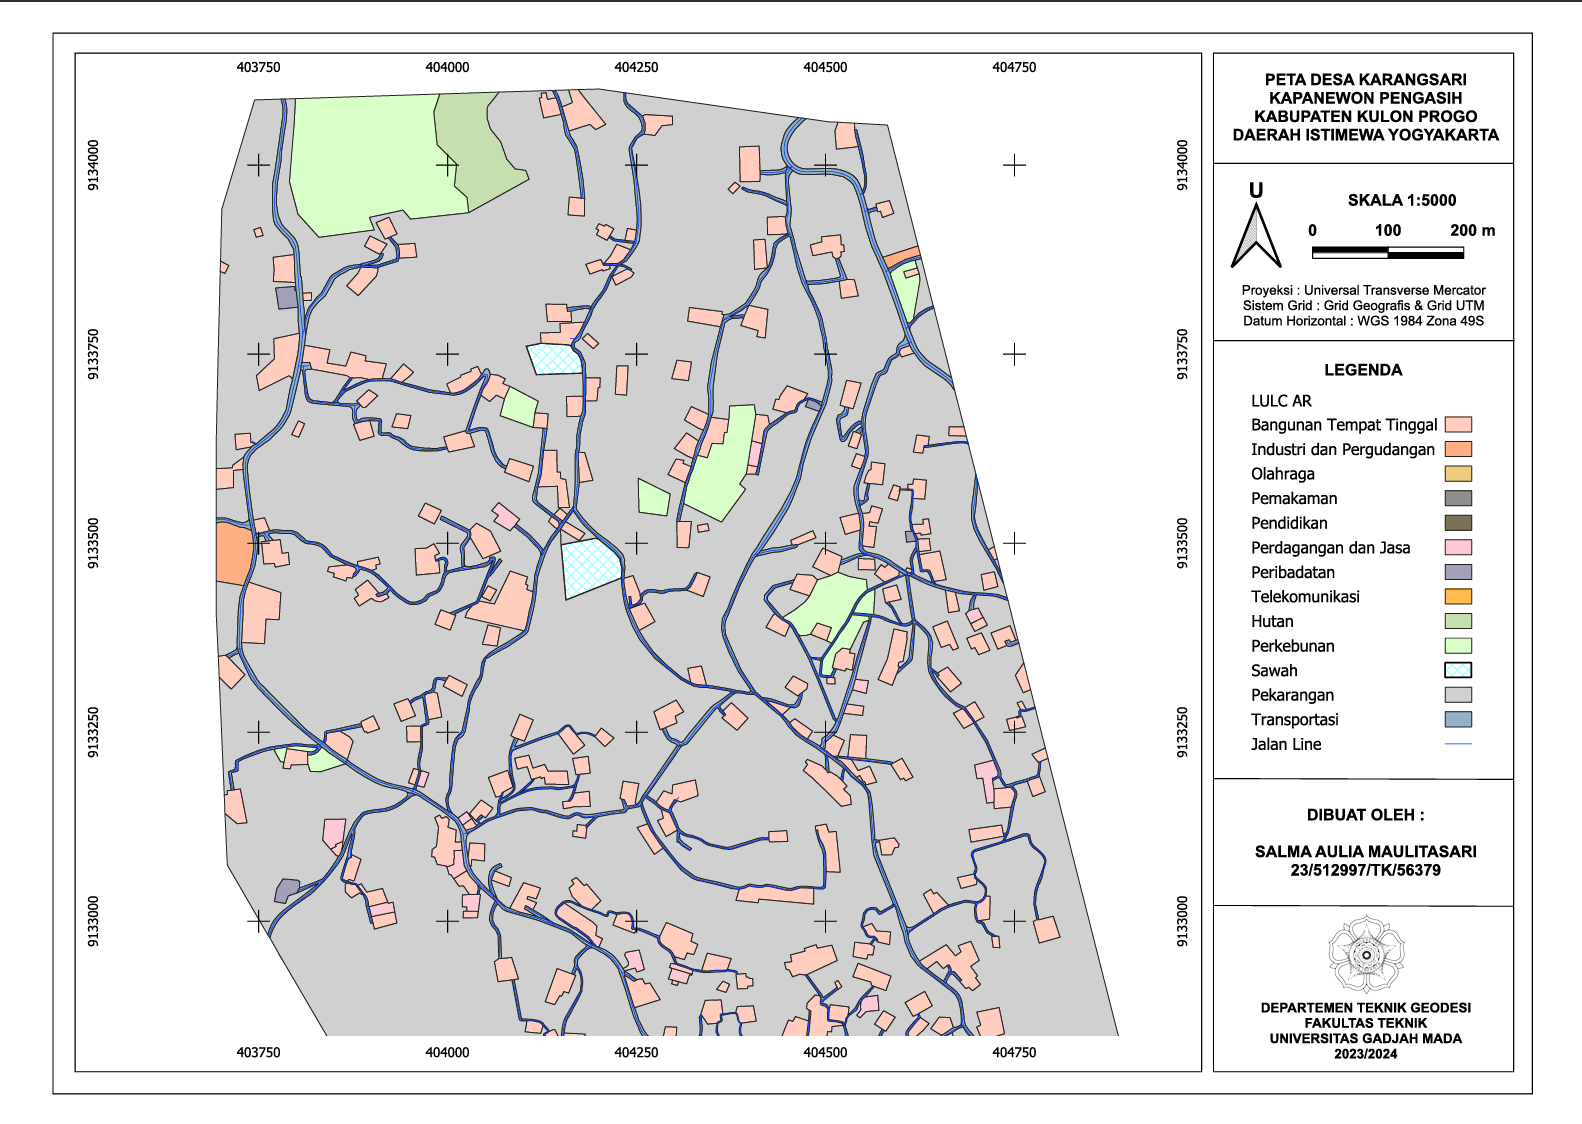 403750 404000 404250 404500 404750
9134000
9133750
9133500
9133250
9133000
9134000
9133750
9133500
9133250
9133000
403750 404000 404250 404500 404750
PETA DESA KARANGSARI
KAPANEWON PENGASIH
KABUPATEN KULON PROGO
DAERAH ISTIMEWA YOGYAKARTA
U
SKALA 1:5000
0 100 200 m
Proyeksi : Universal Transverse Mercator
Sistem Grid : Grid Geografis & Grid UTM
Datum Horizontal : WGS 1984 Zona 49S
LEGENDA
LULC AR
Bangunan Tempat Tinggal
Industri dan Pergudangan
Olahraga
Pemakaman
Pendidikan
Perdagangan dan Jasa
Peribadatan
Telekomunikasi
Hutan
Perkebunan
Sawah
Pekarangan
Transportasi
Jalan Line
DIBUAT OLEH :
SALMA AULIA MAULITASARI
23/512997/TK/56379
DEPARTEMEN TEKNIK GEODESI
FAKULTAS TEKNIK
UNIVERSITAS GADJAH MADA
2023/2024